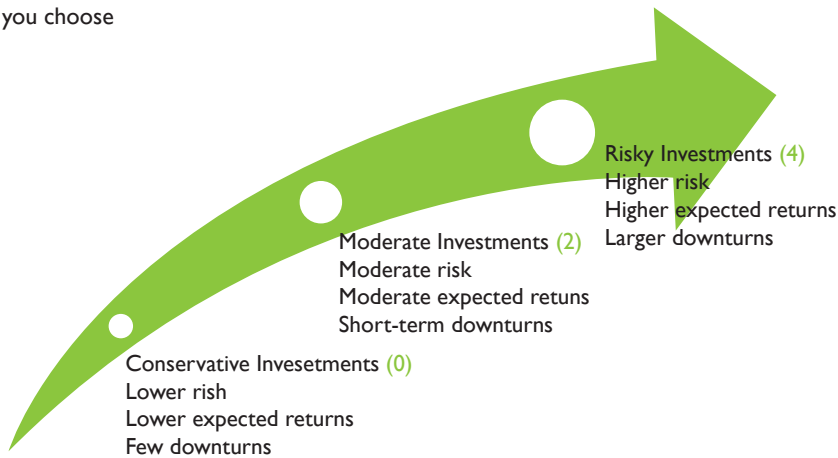 you choose
Risky Investments (4)
Higher risk
Higher expected returns
Larger downturns
Moderate Investments (2)
Moderate risk
Moderate expected retuns
Short-term downturns
Conservative Invesetments (0)
Lower rish
Lower expected returns
Few downturns